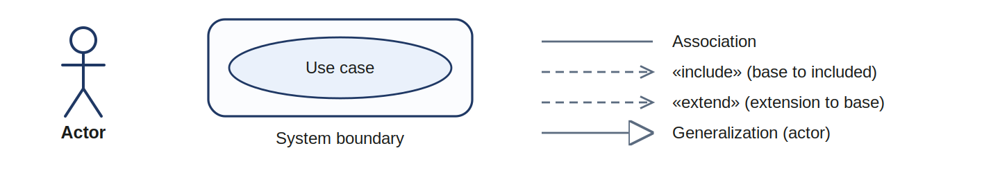 Actor
Use case
System boundary
Association
«include» (base to included)
«extend» (extension to base)
Generalization (actor)